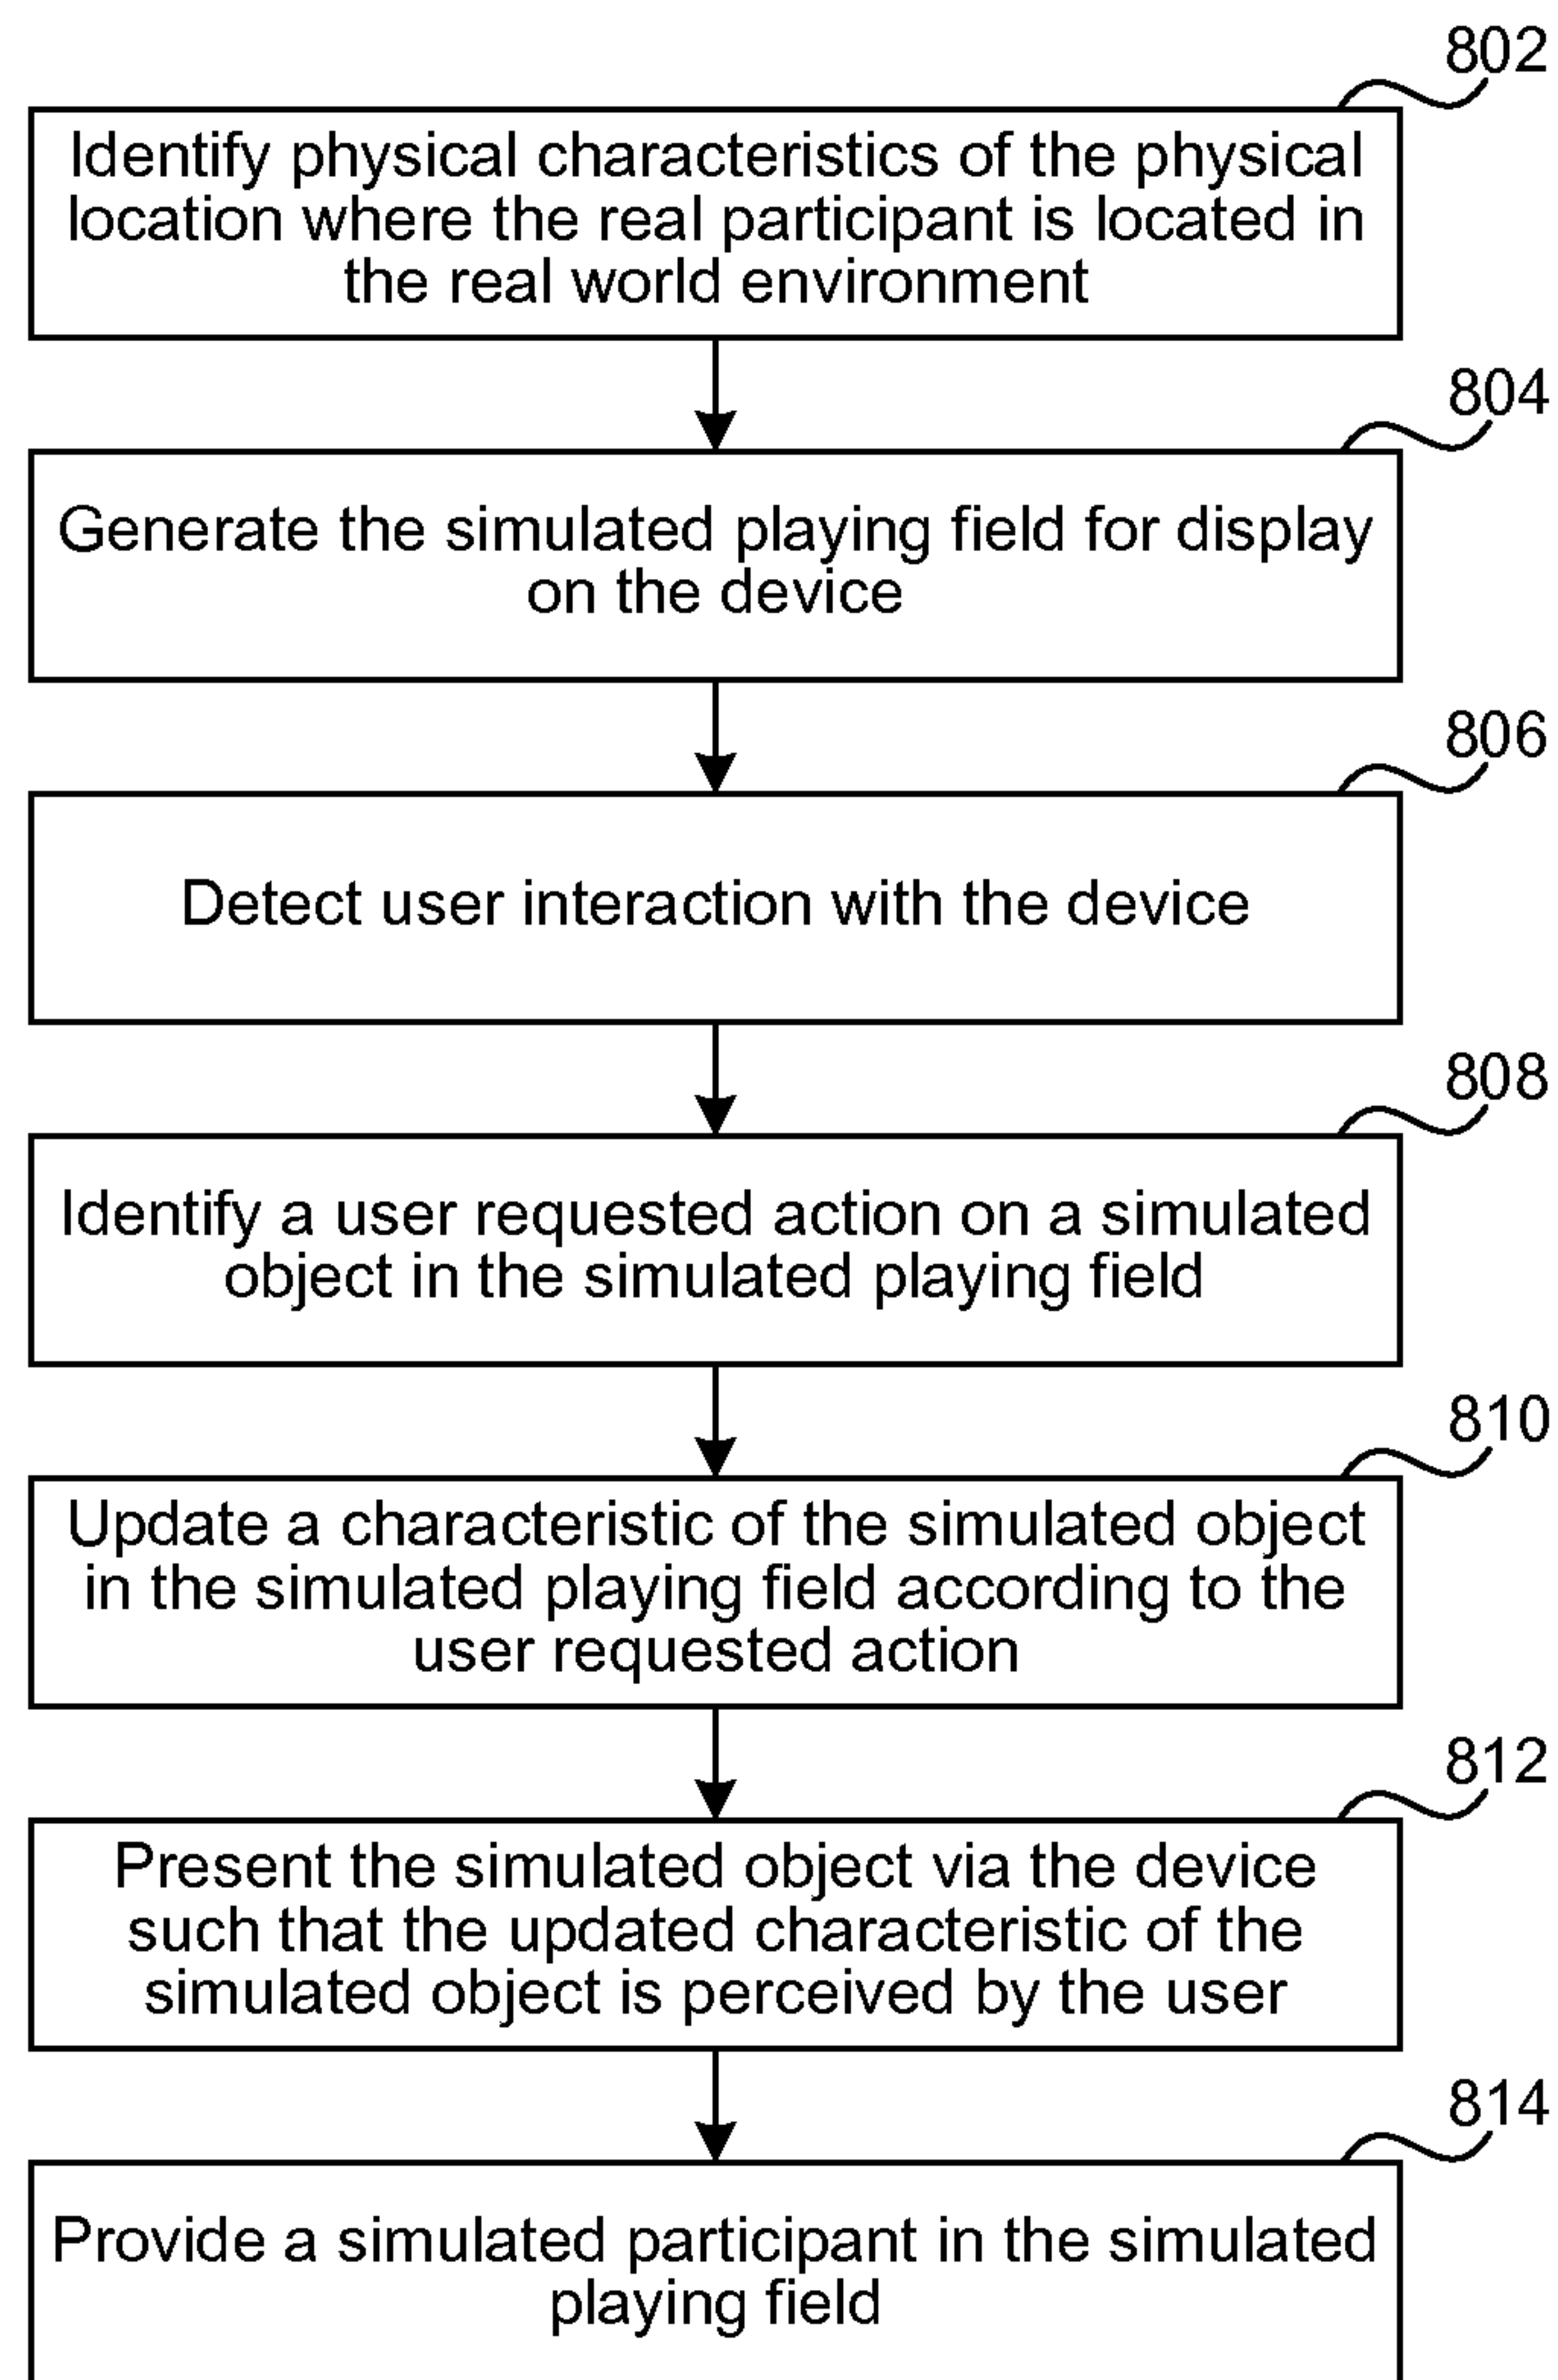 802
Identify physical characteristics of the physical
location where the real participant is located in
the real world environment
804
Generate the simulated playing field for display
on the device
806
Detect user interaction with the device
808
Identify a user requested action on a simulated
object in the simulated playing field
810
Update a characteristic of the simulated object
in the simulated playing field according to the
user requested action
812
Present the simulated object via the device
such that the updated characteristic of the
simulated object is perceived by the user
814
Provide a simulated participant in the simulated
playing field